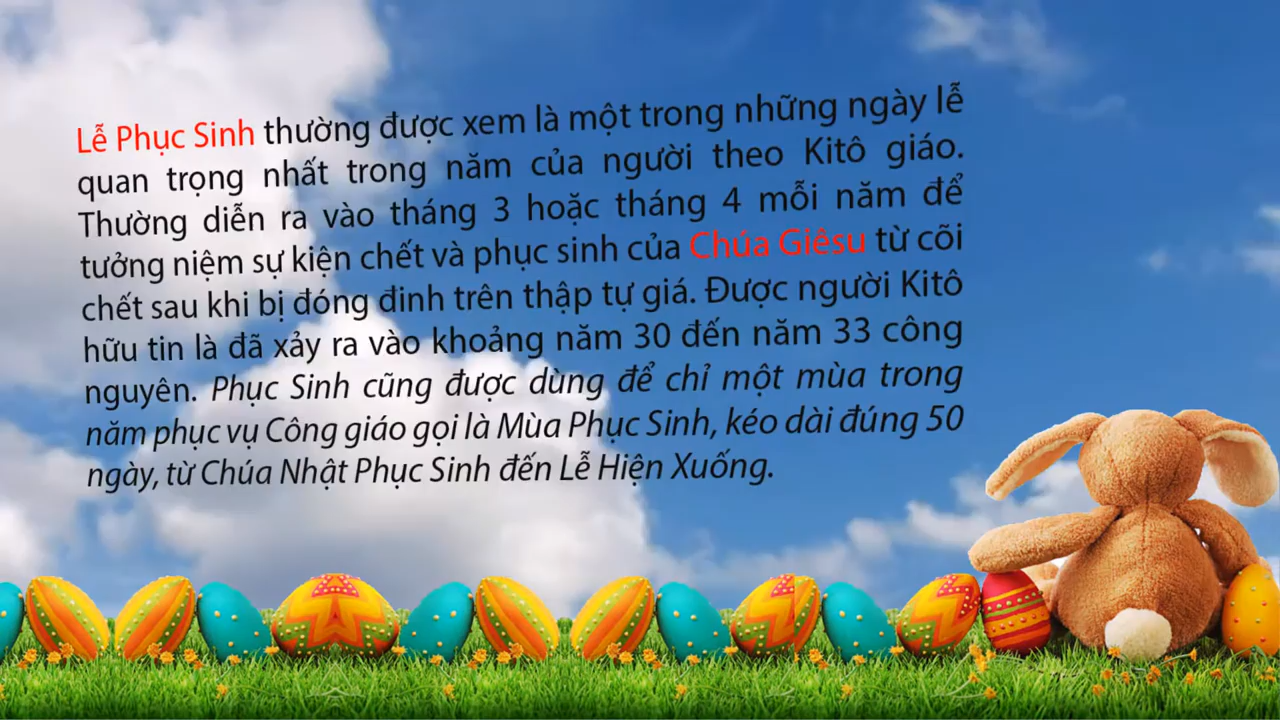 Lễ Phục Sinh thường được xem là một trong những ngày lễ
quan trọng nhất trong năm của người theo Kitô giáo.
Thường diễn ra vào tháng 3 hoặc tháng 4 mỗi năm để
tưởng niệm sự kiện chết và phục sinh của Chúa Giêsu từ cõi
chết sau khi bị đóng đinh trên thập tự giá. Được người Kitô
hữu tin là đã xảy ra vào khoảng năm 30 đến năm 33 công
nguyên. Phục Sinh cũng được dùng để chỉ một mùa trong
năm phục vụ Công giáo gọi là Mùa Phục Sinh, kéo dài đúng 50
ngày, từ Chúa Nhật Phục Sinh đến Lễ Hiện Xuống.